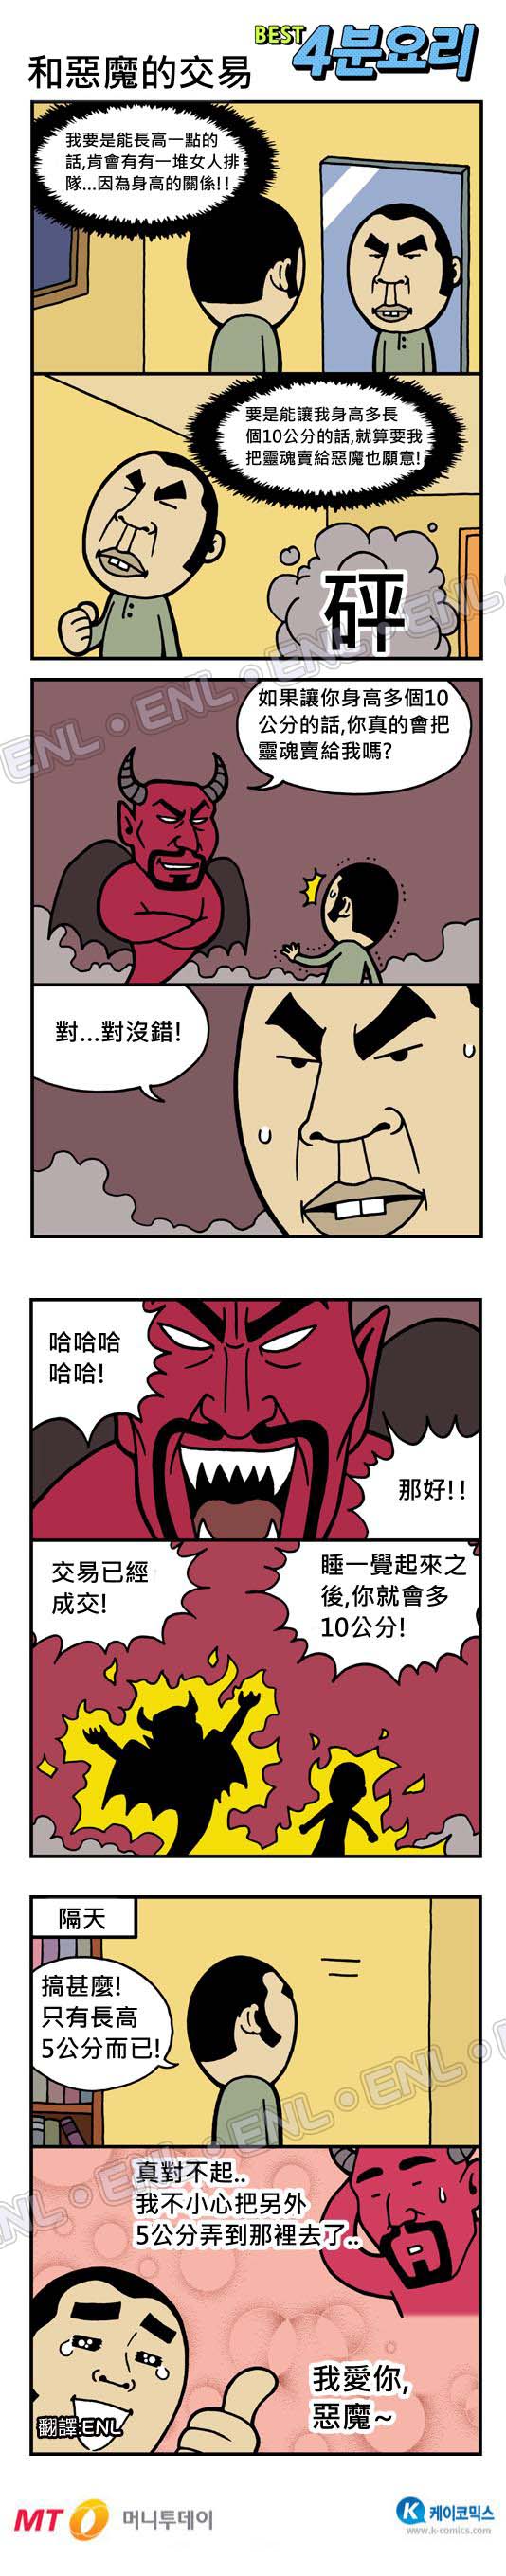 BEST
4분요리
和惡魔的交易
我要是能長高一點的
話,肯會有有一堆女人排
隊...因為身高的關係!!
要是能讓我身高多長
個10公分的話,就算要我
把靈魂賣給惡魔也願意!
砰
如果讓你身高多個10
公分的話,你真的會把
靈魂賣給我嗎?
對...對沒錯!
哈哈哈
哈哈!
那好!!
交易已經
成交!
睡一覺起來之
後,你就會多
10公分!
隔天
搞甚麼!
只有長高
5公分而已!
真對不起..
我不小心把另外
5公分弄到那裡去了..
我愛你,
惡魔~
翻譯:ENL
ENL • ENL • ENL • ENL
ENL • ENL • ENL • ENL
MT 머니투데이
K 케이코믹스
www.k-comics.com